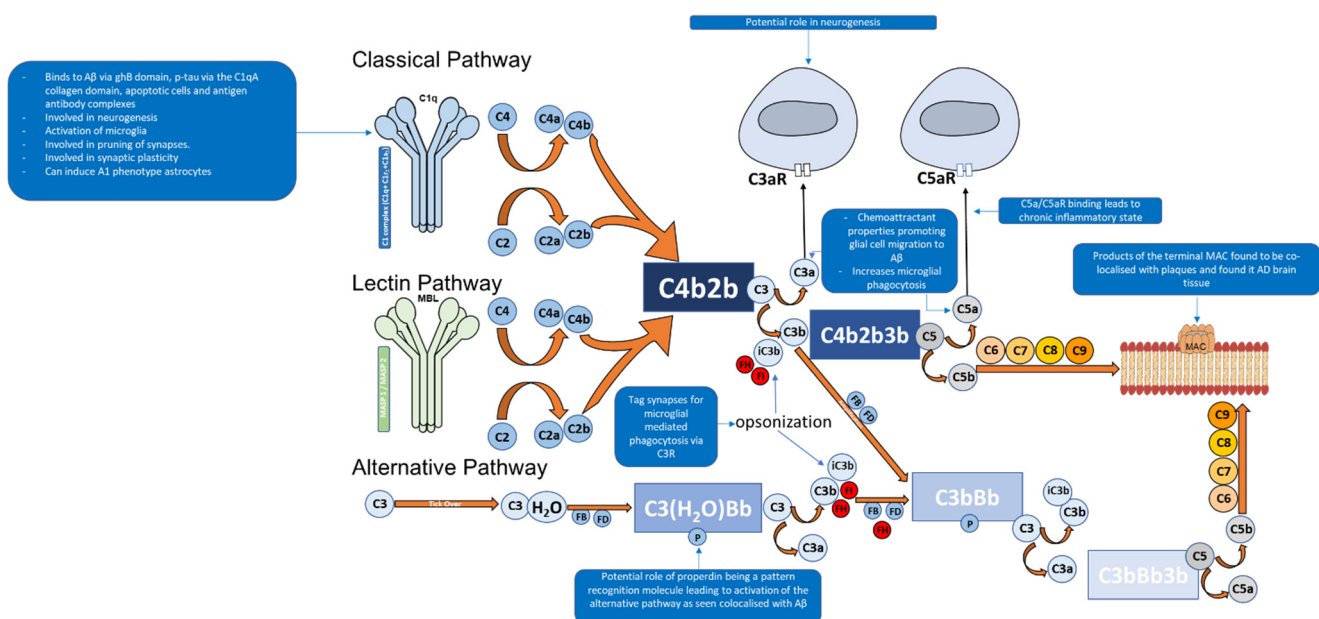 Potential role in neurogenesis
Classical Pathway
- Binds to Aβ via ghB domain, p-tau via the C1qA
collagen domain, apoptotic cells and antigen
antibody complexes
- Involved in neurogenesis
- Activation of microglia
- Involved in pruning of synapses.
- Involved in synaptic plasticity
- Can induce A1 phenotype astrocytes
C1q
C4
C4a
C4b
C2
C2a
C2b
C3aR
C5aR
- Chemoattractant
properties promoting
glial cell migration to
Aβ
- Increases microglial
phagocytosis
C5a/C5aR binding leads to
chronic inflammatory state
Products of the terminal MAC found to be co-
localised with plaques and found it AD brain
tissue
Lectin Pathway
MBL
MASP 1 / MASP 2
C4
C4a
C4b
C2
C2a
C2b
C4b2b
C3
C3a
C3b
iC3b
FH
FI
C4b2b3b
C5
C5a
C5b
C6
C7
C8
C9
MAC
Tag synapses for
microglial
mediated
phagocytosis via
C3R
opsonization
FB
FD
Alternative Pathway
C3
Tick Over
C3
H₂O
FB
FD
C3(H₂O)Bb
P
C3
C3a
C3b
iC3b
FI
FH
FB
FD
FH
C3bBb
P
C3
iC3b
C3b
C3a
C3bBb3b
C5
C5b
C5a
C9
C8
C7
C6
Potential role of properdin being a pattern
recognition molecule leading to activation of the
alternative pathway as seen colocalised with Aβ